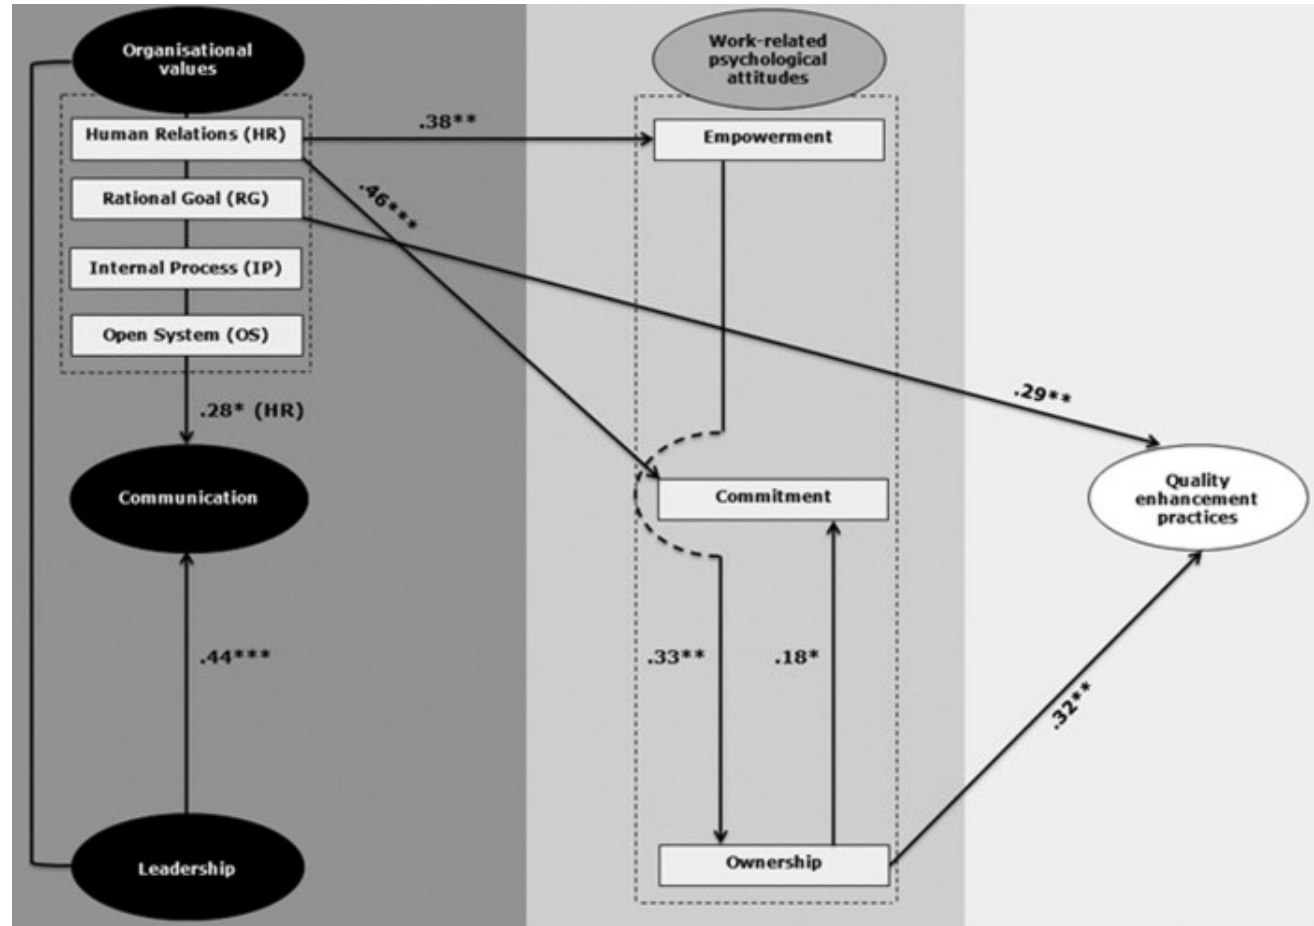 Organisational
values
Work-related
psychological
attitudes
Human Relations (HR)
.38**
Empowerment
.46***
Rational Goal (RG)
Internal Process (IP)
Open System (OS)
.28* (HR)
.29**
Communication
Commitment
Quality
enhancement
practices
.44***
.33**
.18*
.32**
Leadership
Ownership